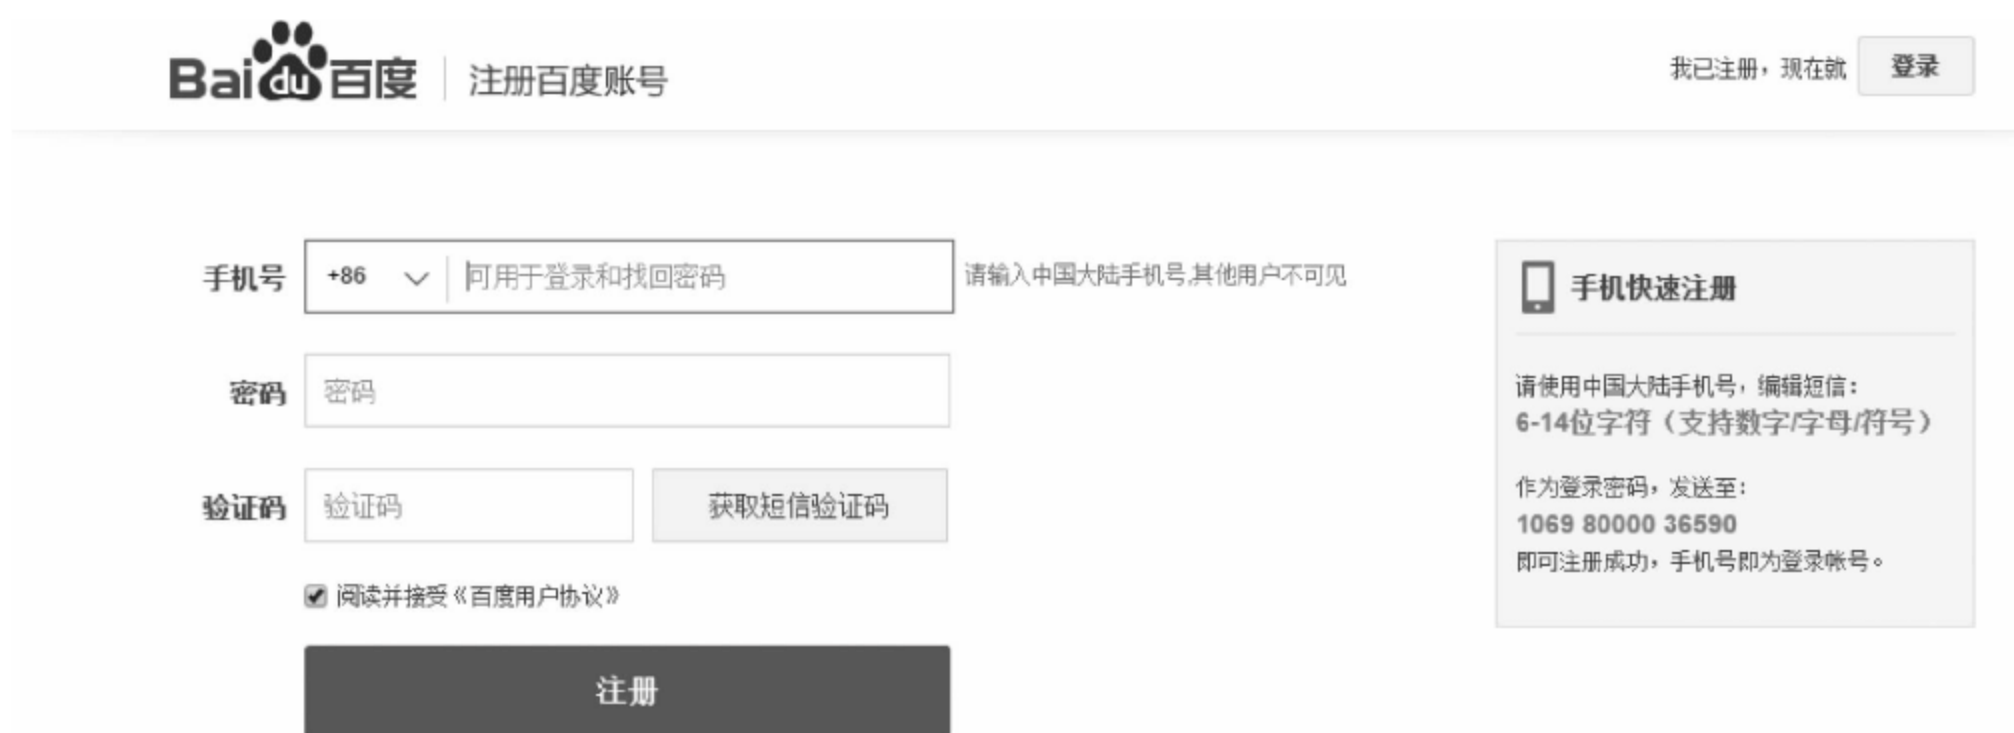 Baidu百度 注册百度账号
我已注册，现在就 登录
手机号 +86 可用于登录和找回密码 请输入中国大陆手机号,其他用户不可见
密码 密码
验证码 验证码 获取短信验证码
阅读并接受《百度用户协议》
注册
手机快速注册
请使用中国大陆手机号，编辑短信：
6-14位字符（支持数字/字母/符号）
作为登录密码，发送至：
1069 80000 36590
即可注册成功，手机号即为登录帐号。